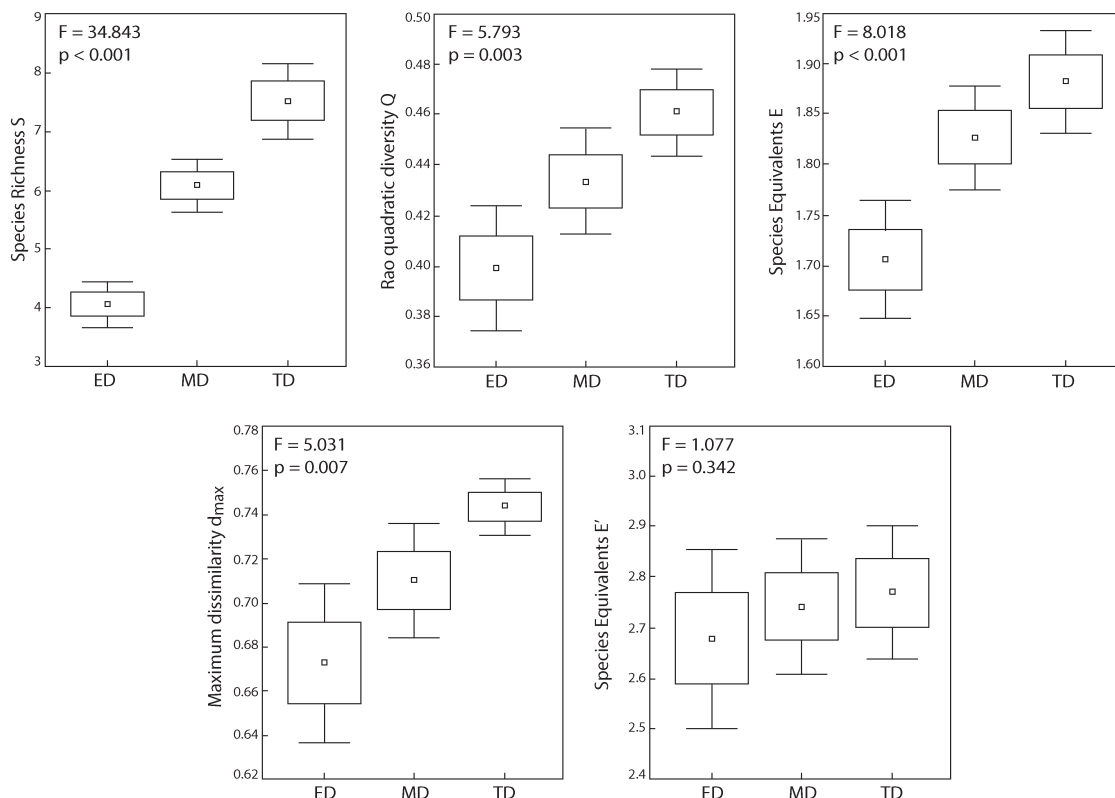 F = 34.843
p < 0.001
Species Richness S
9
8
7
6
5
4
3
ED MD TD
F = 5.793
p = 0.003
Rao quadratic diversity Q
0.50
0.48
0.46
0.44
0.42
0.40
0.38
0.36
ED MD TD
F = 8.018
p < 0.001
Species Equivalents E
1.95
1.90
1.85
1.80
1.75
1.70
1.65
1.60
ED MD TD
F = 5.031
p = 0.007
Maximum dissimilarity dmax
0.78
0.76
0.74
0.72
0.70
0.68
0.66
0.64
0.62
ED MD TD
F = 1.077
p = 0.342
Species Equivalents E′
3.1
3.0
2.9
2.8
2.7
2.6
2.5
2.4
ED MD TD